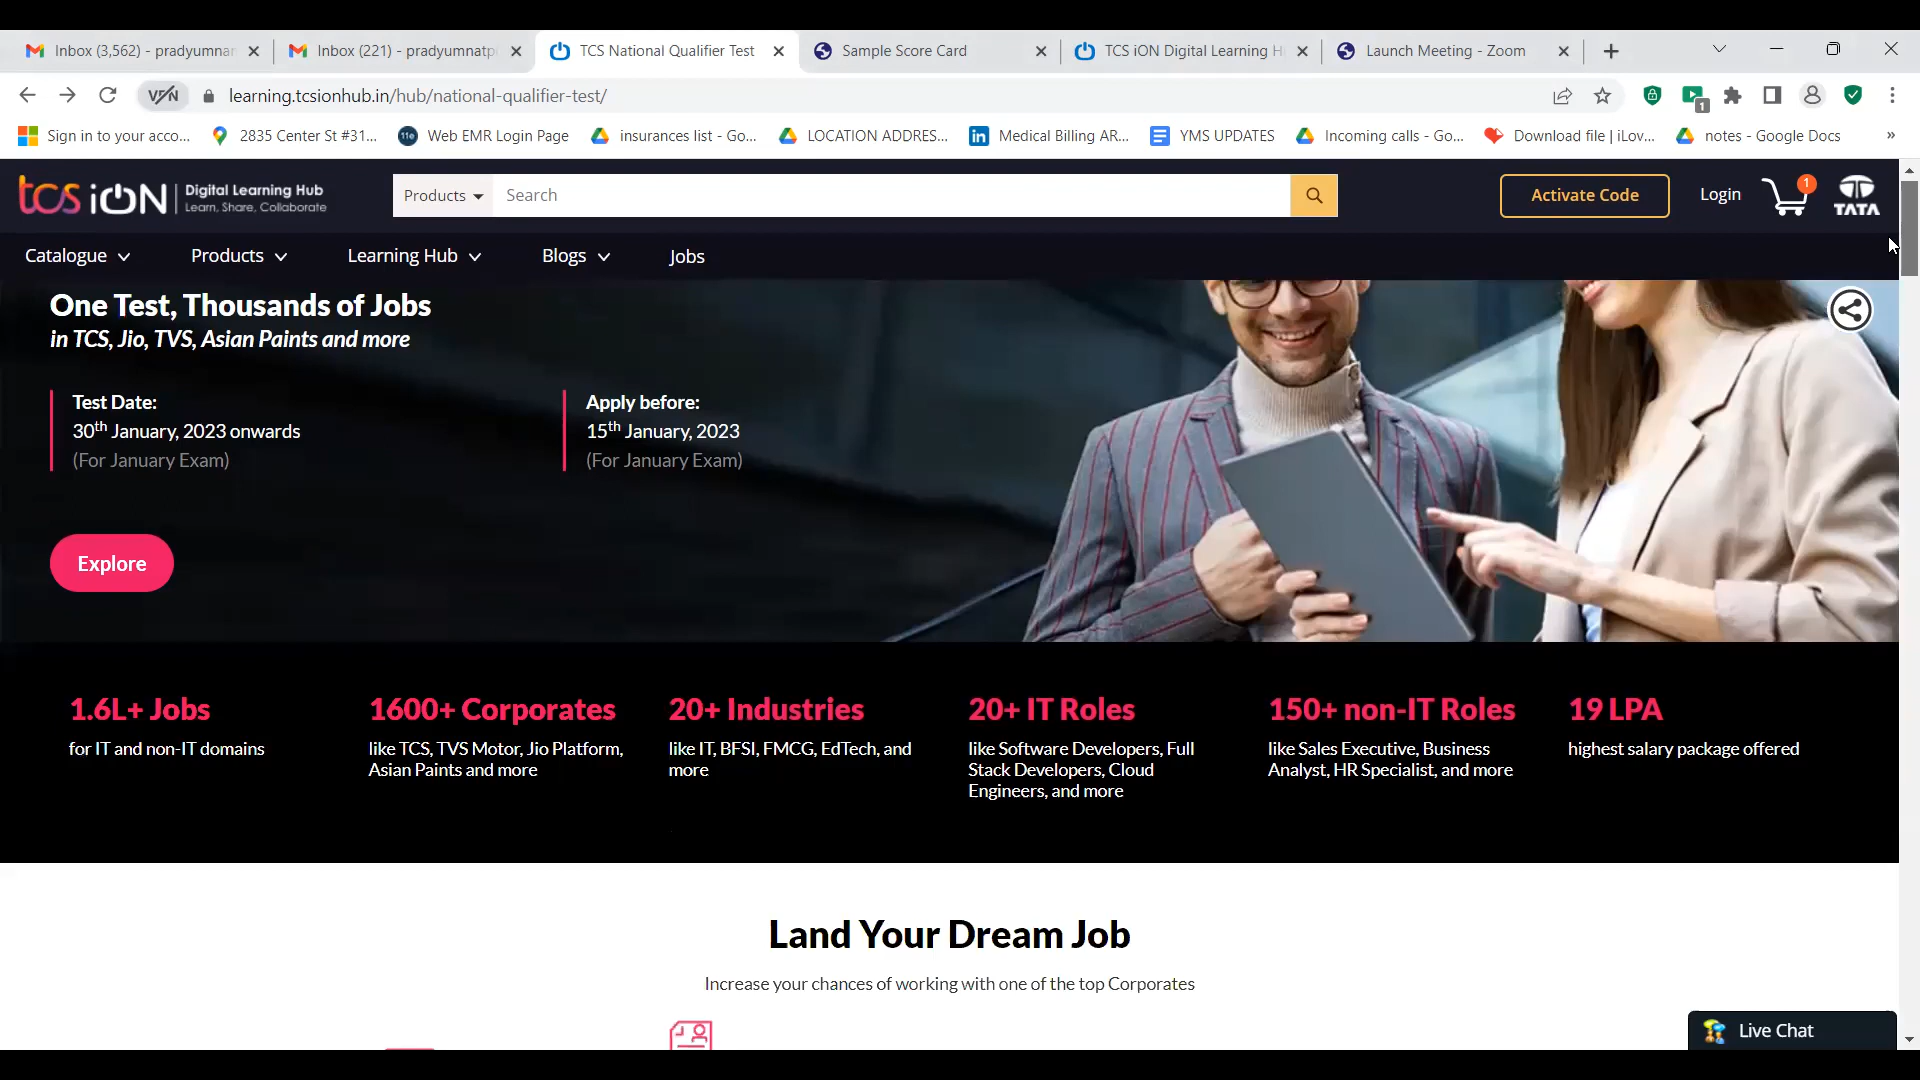 Inbox (3,562) - pradyumnar
Inbox (221) - pradyumnatp
TCS National Qualifier Test
Sample Score Card
TCS iON Digital Learning H
Launch Meeting - Zoom
VPN
learning.tcsionhub.in/hub/national-qualifier-test/
1
Sign in to your acco...
2835 Center St #31...
11e
Web EMR Login Page
insurances list - Go...
LOCATION ADDRES...
in
Medical Billing AR...
YMS UPDATES
Incoming calls - Go...
Download file | iLov...
notes - Google Docs
»
tcs iON
Digital Learning Hub
Learn, Share, Collaborate
Products
Search
Activate Code
Login
1
TATA
Catalogue
Products
Learning Hub
Blogs
Jobs
One Test, Thousands of Jobs
in TCS, Jio, TVS, Asian Paints and more
Test Date:
30th January, 2023 onwards
(For January Exam)
Apply before:
15th January, 2023
(For January Exam)
Explore
1.6L+ Jobs
for IT and non-IT domains
1600+ Corporates
like TCS, TVS Motor, Jio Platform,
Asian Paints and more
20+ Industries
like IT, BFSI, FMCG, EdTech, and
more
20+ IT Roles
like Software Developers, Full
Stack Developers, Cloud
Engineers, and more
150+ non-IT Roles
like Sales Executive, Business
Analyst, HR Specialist, and more
19 LPA
highest salary package offered
Land Your Dream Job
Increase your chances of working with one of the top Corporates
Live Chat